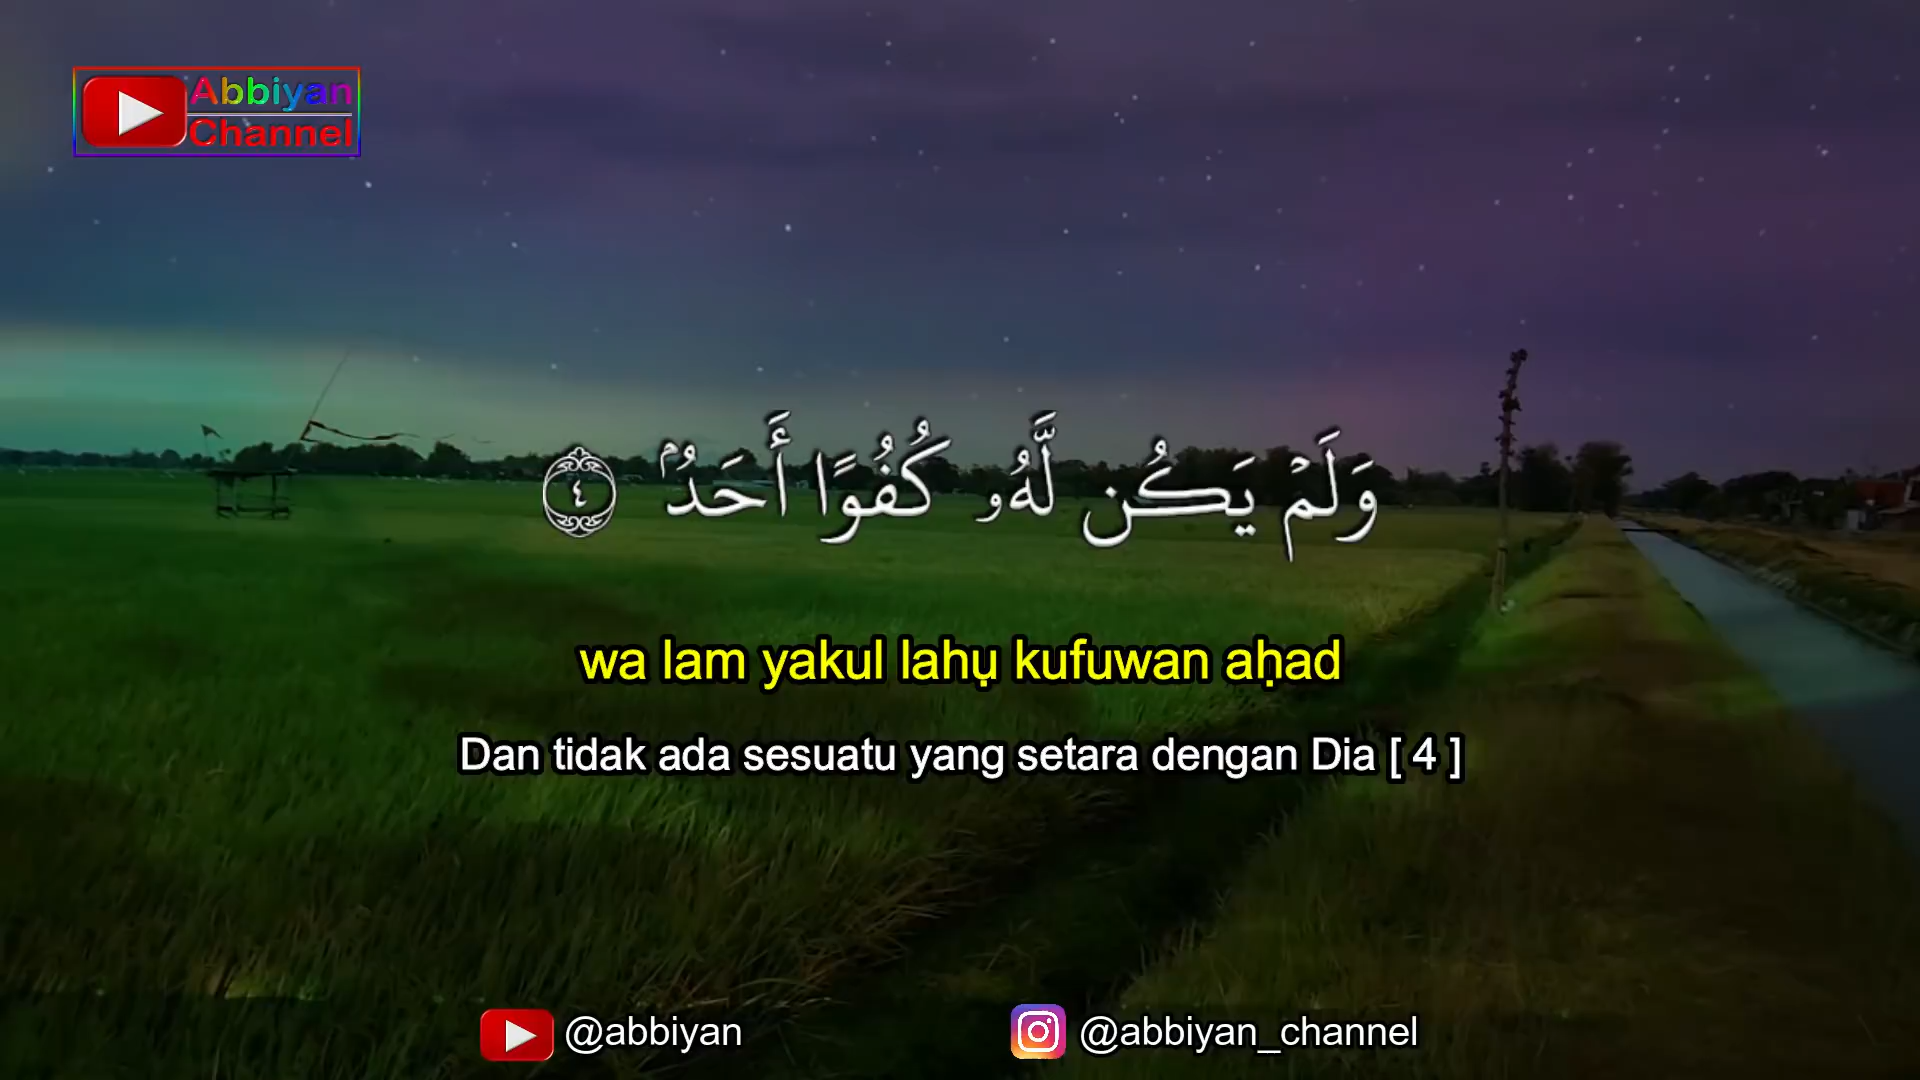 Abbiyan
Channel
وَلَمْ يَكُن لَّهُۥ كُفُوًا أَحَدٌۢ ٤
wa lam yakul lahụ kufuwan aḥad
Dan tidak ada sesuatu yang setara dengan Dia [ 4 ]
@abbiyan
@abbiyan_channel